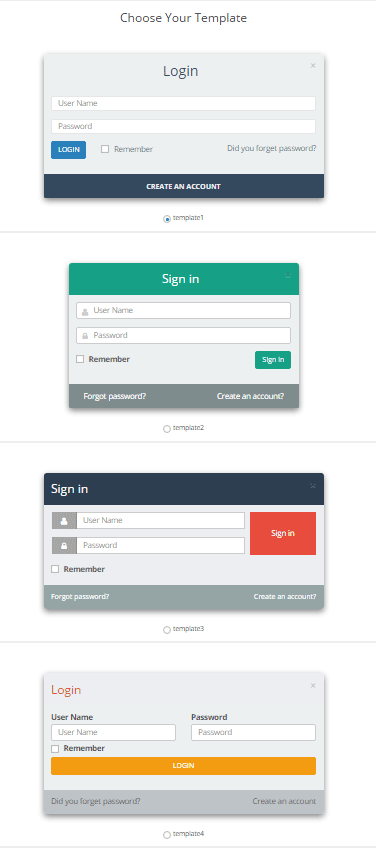 Choose Your Template
Login
×
User Name
Password
LOGIN
Remember
Did you forget password?
CREATE AN ACCOUNT
template1
Sign in
×
User Name
Password
Remember
Sign In
Forgot password?
Create an account?
template2
Sign in
×
User Name
Sign in
Password
Remember
Forgot password?
Create an account?
template3
Login
×
User Name
Password
User Name
Password
Remember
LOGIN
Did you forget password?
Create an account
template4